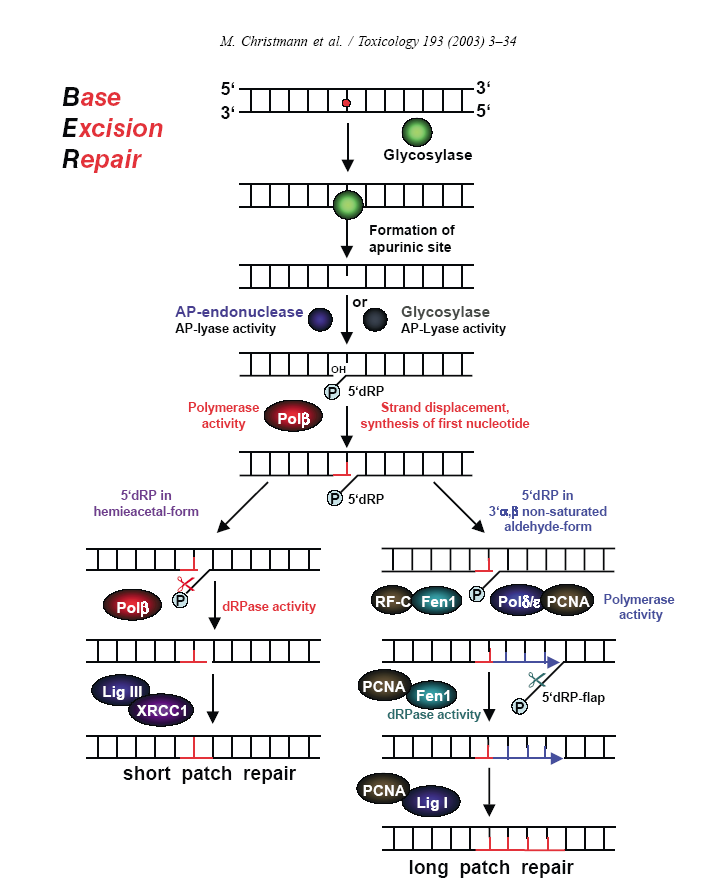 M. Christmann et al. / Toxicology 193 (2003) 3–34
Base
Excision
Repair
5‘ 3‘
3‘ 5‘
Glycosylase
Formation of
apurinic site
or
AP-endonuclease
AP-lyase activity
Glycosylase
AP-Lyase activity
OH
P 5‘dRP
Polymerase
activity
Polβ
Strand displacement,
synthesis of first nucleotide
P 5‘dRP
5‘dRP in
hemieacetal-form
5‘dRP in
3‘α,β non-saturated
aldehyde-form
P
Polβ
dRPase activity
Lig III
XRCC1
short patch repair
RF-C Fen1
P
Polδ/ε PCNA
Polymerase
activity
PCNA
Fen1
dRPase activity
P
5‘dRP-flap
PCNA
Lig I
long patch repair